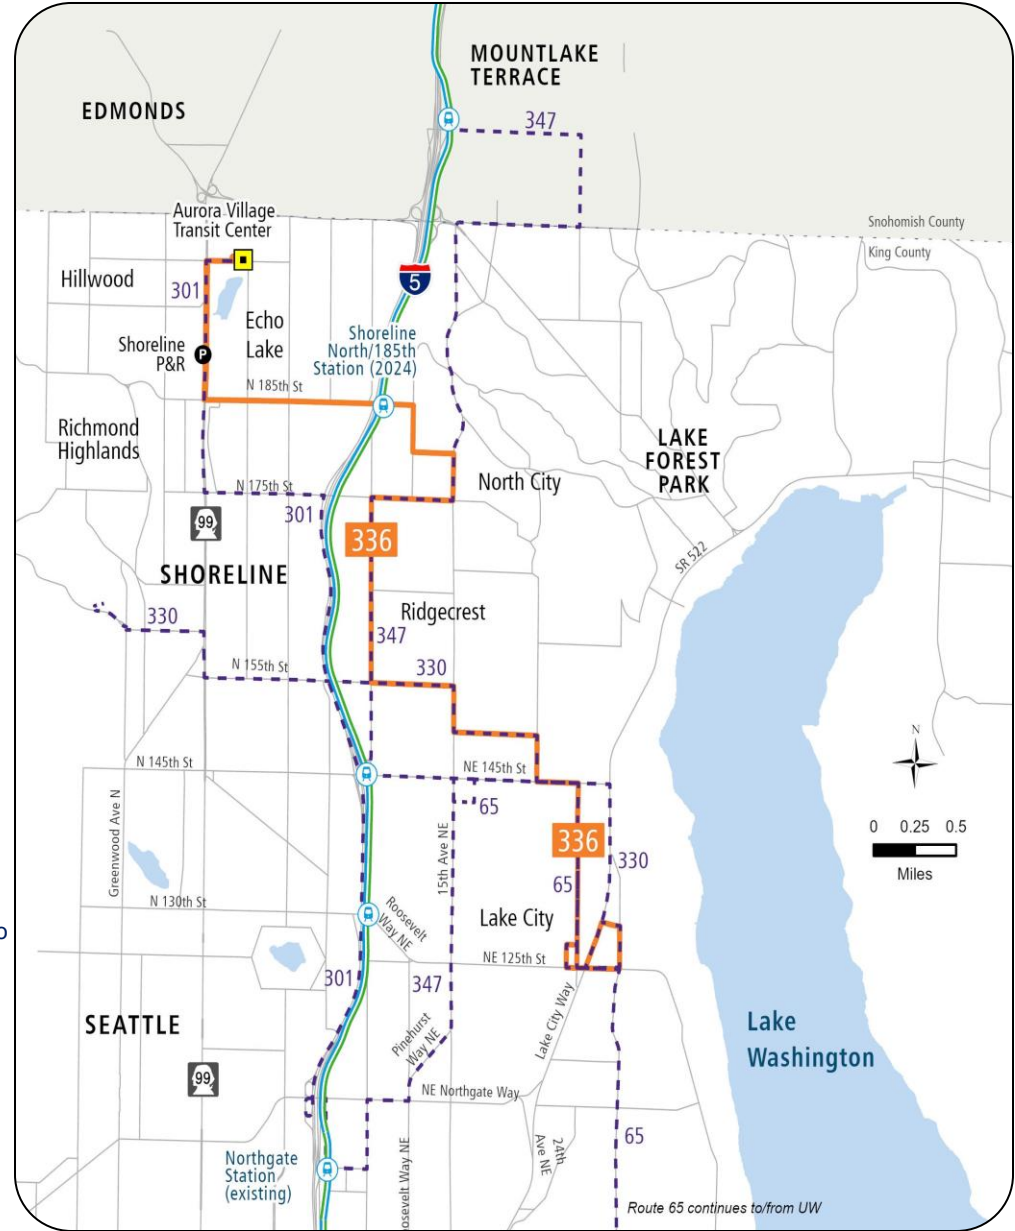 MOUNTLAKE
TERRACE
EDMONDS
347
Aurora Village
Transit Center
Snohomish County
King County
Hillwood
301
5
Echo
Lake
Shoreline
North/185th
Station (2024)
Shoreline
P&R
P
N 185th St
Richmond
Highlands
LAKE
FOREST
PARK
North City
N 175th St
301
99
336
SR 522
SHORELINE
Ridgecrest
330
347
330
N 155th St
N
N 145th St
NE 145th St
65
0 0.25 0.5
Miles
Greenwood Ave N
15th Ave NE
336
330
65
N 130th St
Roosevelt
Way NE
Lake City
o
NE 125th St
301
347
SEATTLE
Pinehurst
Way NE
Lake City Way
Lake
Washington
99
NE Northgate Way
65
Northgate
Station
(existing)
osevelt Way NE
24th
Ave NE
Route 65 continues to/from UW